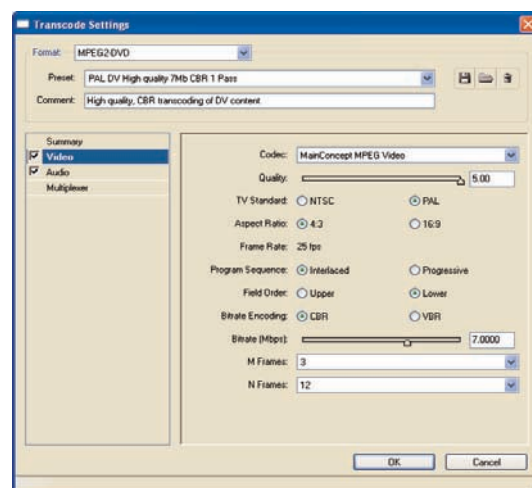 Transcode Settings
Format: MPEG2-DVD
Preset: PAL DV High quality 7Mb CBR 1 Pass
Comment: High quality, CBR transcoding of DV content
Summary
Video
Audio
Multiplexer
Codec: MainConcept MPEG Video
Quality: 5.00
TV Standard: NTSC PAL
Aspect Ratio: 4:3 16:9
Frame Rate: 25 fps
Program Sequence: Interlaced Progressive
Field Order: Upper Lower
Bitrate Encoding: CBR VBR
Bitrate (Mbps): 7.0000
M Frames: 3
N Frames: 12
OK Cancel